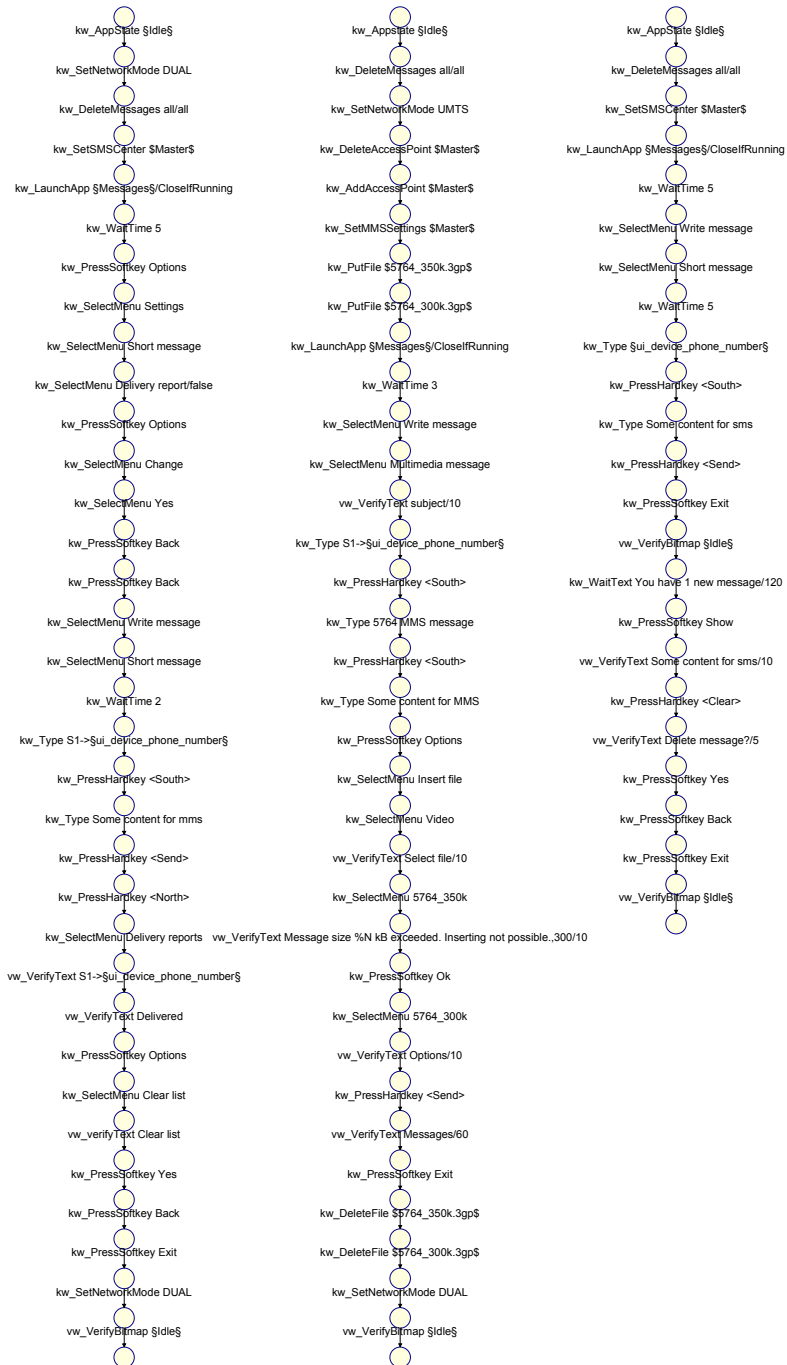 kw_AppState §Idle§
kw_SetNetworkMode DUAL
kw_DeleteMessages all/all
kw_SetSMSCenter $Master$
kw_LaunchApp §Messages§/CloseIfRunning
kw_WaitTime 5
kw_PressSoftkey Options
kw_SelectMenu Settings
kw_SelectMenu Short message
kw_SelectMenu Delivery report/false
kw_PressSoftkey Options
kw_SelectMenu Change
kw_SelectMenu Yes
kw_PressSoftkey Back
kw_PressSoftkey Back
kw_SelectMenu Write message
kw_SelectMenu Short message
kw_WaitTime 2
kw_Type S1->§ui_device_phone_number§
kw_PressHardkey <South>
kw_Type Some content for mms
kw_PressHardkey <Send>
kw_PressHardkey <North>
kw_SelectMenu Delivery reports
vw_VerifyText S1->§ui_device_phone_number§
vw_VerifyText Delivered
kw_PressSoftkey Options
kw_SelectMenu Clear list
vw_verifyText Clear list
kw_PressSoftkey Yes
kw_PressSoftkey Back
kw_PressSoftkey Exit
kw_SetNetworkMode DUAL
vw_VerifyBitmap §Idle§
kw_Appstate §Idle§
kw_DeleteMessages all/all
kw_SetNetworkMode UMTS
kw_DeleteAccessPoint $Master$
kw_AddAccessPoint $Master$
kw_SetMMSSettings $Master$
kw_PutFile $5764_350k.3gp$
kw_PutFile $5764_300k.3gp$
kw_LaunchApp §Messages§/CloseIfRunning
kw_WaitTime 3
kw_SelectMenu Write message
kw_SelectMenu Multimedia message
vw_VerifyText subject/10
kw_Type S1->§ui_device_phone_number§
kw_PressHardkey <South>
kw_Type 5764 MMS message
kw_PressHardkey <South>
kw_Type Some content for MMS
kw_PressSoftkey Options
kw_SelectMenu Insert file
kw_SelectMenu Video
vw_VerifyText Select file/10
kw_SelectMenu 5764_350k
vw_VerifyText Message size %N kB exceeded. Inserting not possible.,300/10
kw_PressSoftkey Ok
kw_SelectMenu 5764_300k
vw_VerifyText Options/10
kw_PressHardkey <Send>
vw_VerifyText Messages/60
kw_PressSoftkey Exit
kw_DeleteFile $5764_350k.3gp$
kw_DeleteFile $5764_300k.3gp$
kw_SetNetworkMode DUAL
vw_VerifyBitmap §Idle§
kw_AppState §Idle§
kw_DeleteMessages all/all
kw_SetSMSCenter $Master$
kw_LaunchApp §Messages§/CloseIfRunning
kw_WaitTime 5
kw_SelectMenu Write message
kw_SelectMenu Short message
kw_WaitTime 5
kw_Type §ui_device_phone_number§
kw_PressHardkey <South>
kw_Type Some content for sms
kw_PressHardkey <Send>
kw_PressSoftkey Exit
vw_VerifyBitmap §Idle§
kw_WaitText You have 1 new message/120
kw_PressSoftkey Show
vw_VerifyText Some content for sms/10
kw_PressHardkey <Clear>
vw_VerifyText Delete message?/5
kw_PressSoftkey Yes
kw_PressSoftkey Back
kw_PressSoftkey Exit
vw_VerifyBitmap §Idle§